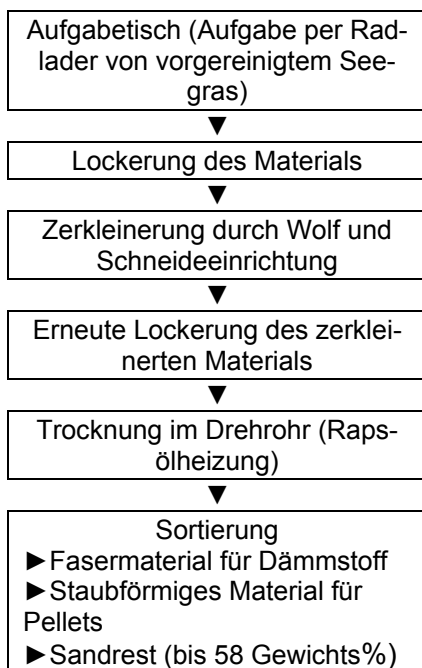 Aufgabetisch (Aufgabe per Rad-
lader von vorgereinigtem See-
gras)
▼
Lockerung des Materials
▼
Zerkleinerung durch Wolf und
Schneideeinrichtung
▼
Erneute Lockerung des zerklei-
nerten Materials
▼
Trocknung im Drehrohr (Raps-
ölheizung)
▼
Sortierung
►Fasermaterial für Dämmstoff
►Staubförmiges Material für
Pellets
►Sandrest (bis 58 Gewichts%)